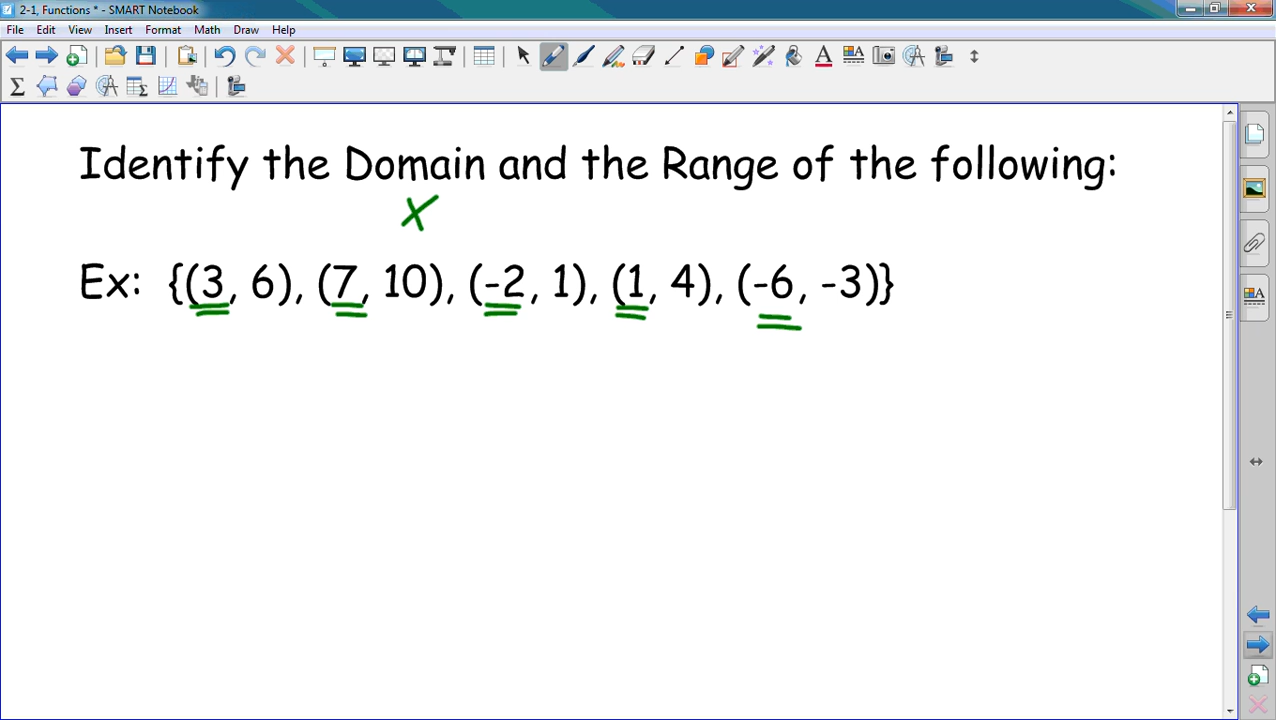 2-1, Functions * - SMART Notebook
File Edit View Insert Format Math Draw Help
Identify the Domain and the Range of the following:
X
Ex: {(3, 6), (7, 10), (-2, 1), (1, 4), (-6, -3)}